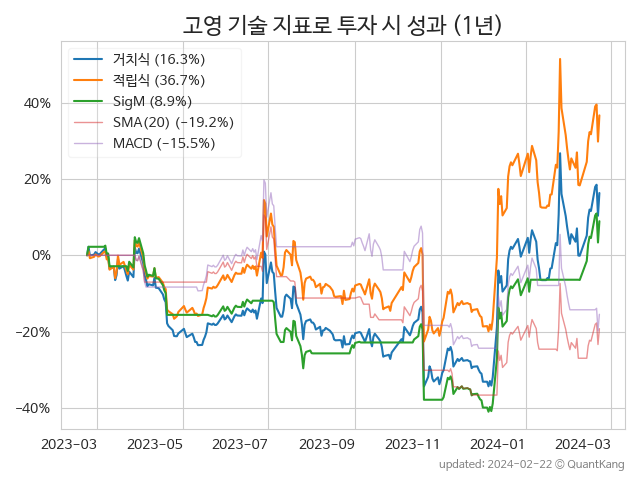 고영 기술 지표로 투자 시 성과 (1년)
거치식 (16.3%)
적립식 (36.7%)
SigM (8.9%)
SMA(20) (−19.2%)
MACD (−15.5%)
40%
20%
0%
−20%
−40%
2023-03 2023-05 2023-07 2023-09 2023-11 2024-01 2024-03
updated: 2024-02-22 ⓒ QuantKang